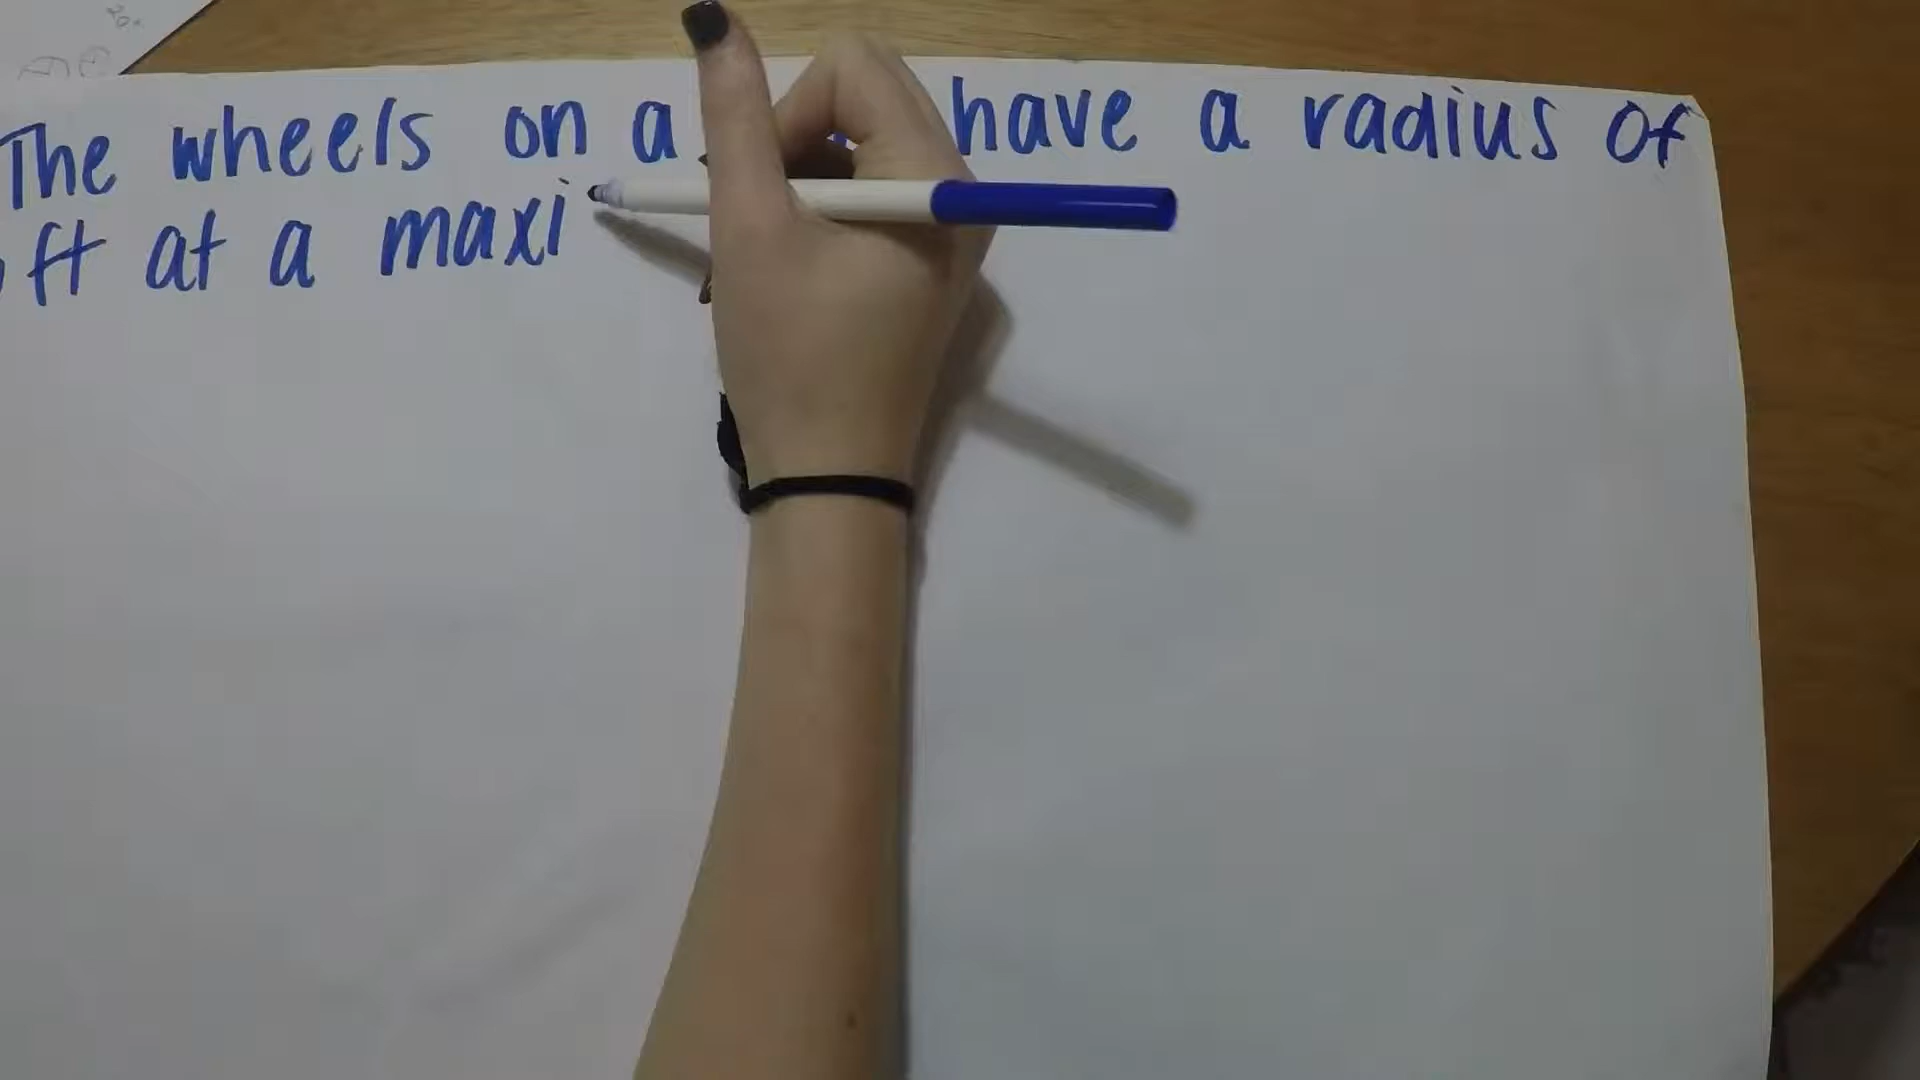 The wheels on a have a radius of
ft at a maxi